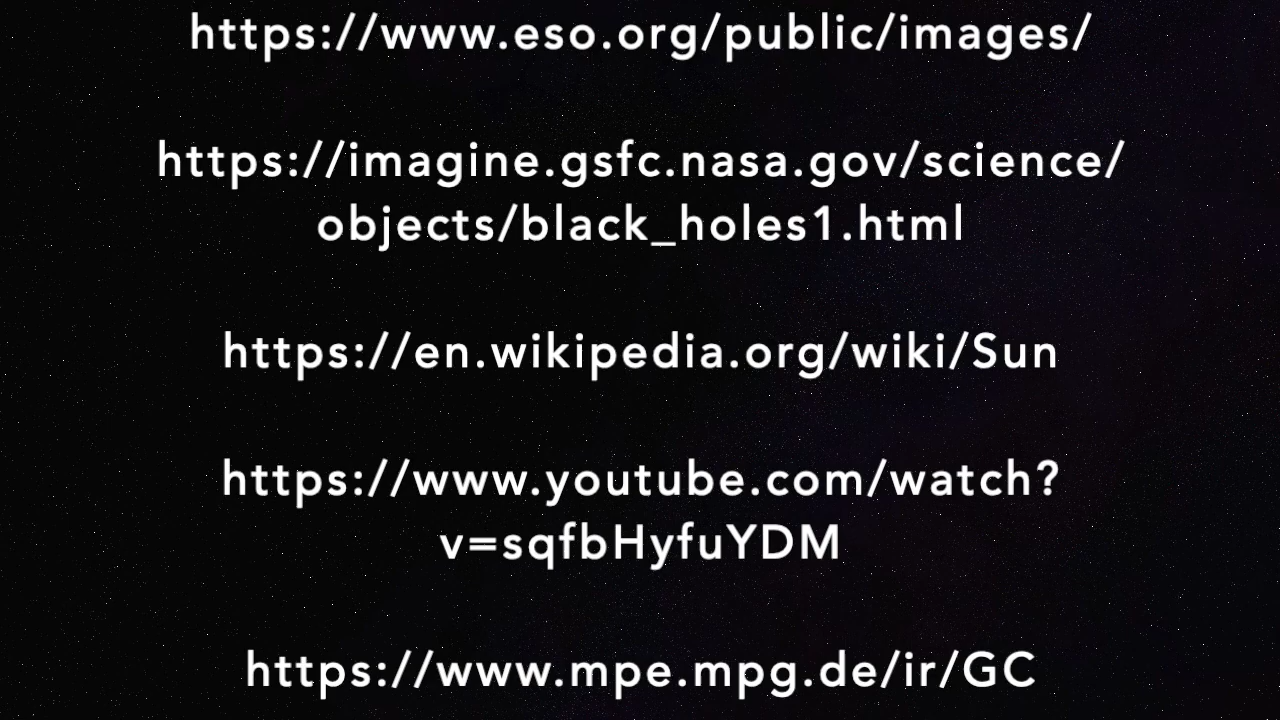 https://www.eso.org/public/images/
https://imagine.gsfc.nasa.gov/science/
objects/black_holes1.html
https://en.wikipedia.org/wiki/Sun
https://www.youtube.com/watch?
v=sqfbHyfuYDM
https://www.mpe.mpg.de/ir/GC